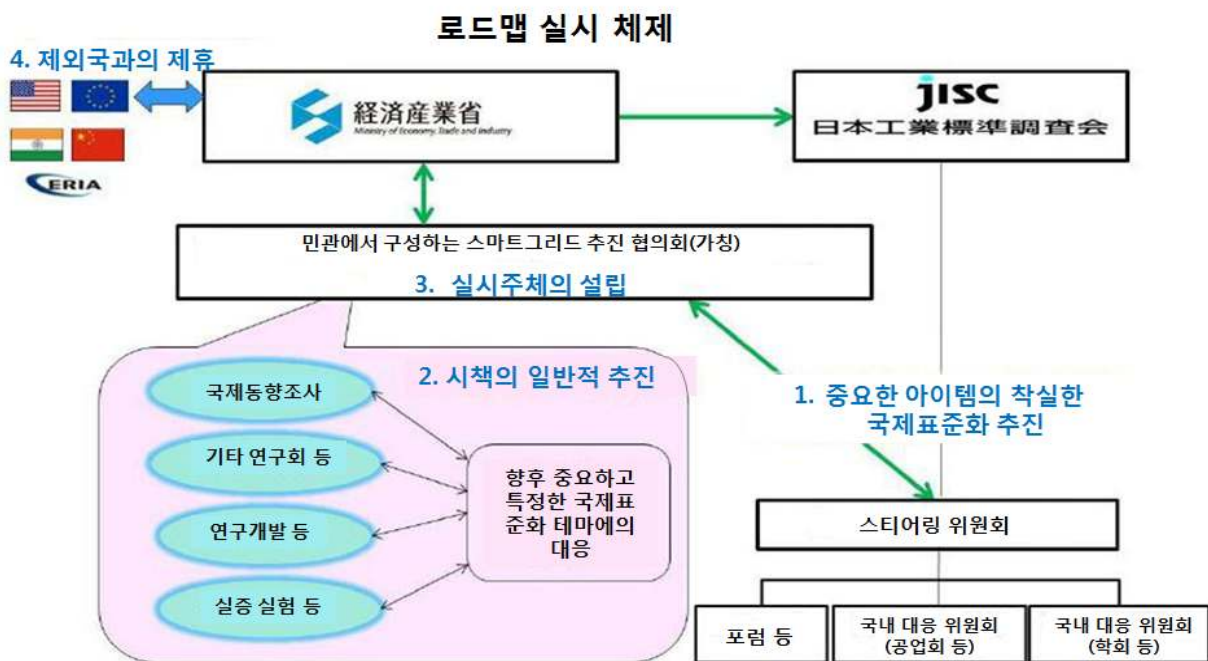 로드맵 실시 체제
4. 제외국과의 제휴
経済産業省
Ministry of Economy, Trade and Industry
jISC
日本工業標準調査会
ERIA
민관에서 구성하는 스마트그리드 추진 협의회(가칭)
3. 실시주체의 설립
2. 시책의 일반적 추진
국제동향조사
기타 연구회 등
연구개발 등
실증 실험 등
향후 중요하고
특정한 국제표
준화 테마에의
대응
1. 중요한 아이템의 착실한
국제표준화 추진
스티어링 위원회
포럼 등
국내 대응 위원회
(공업회 등)
국내 대응 위원회
(학회 등)